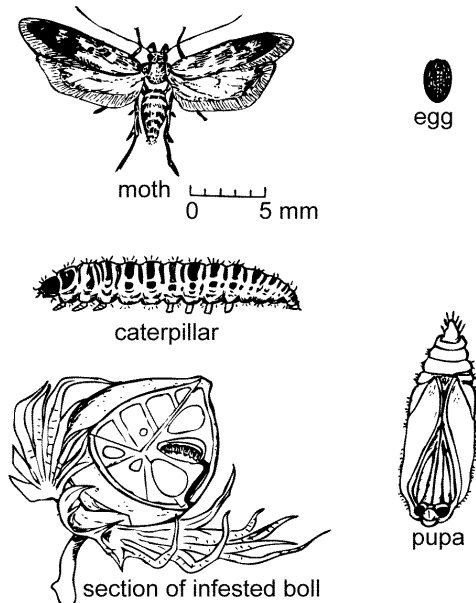 egg
moth
0 5 mm
caterpillar
pupa
section of infested boll